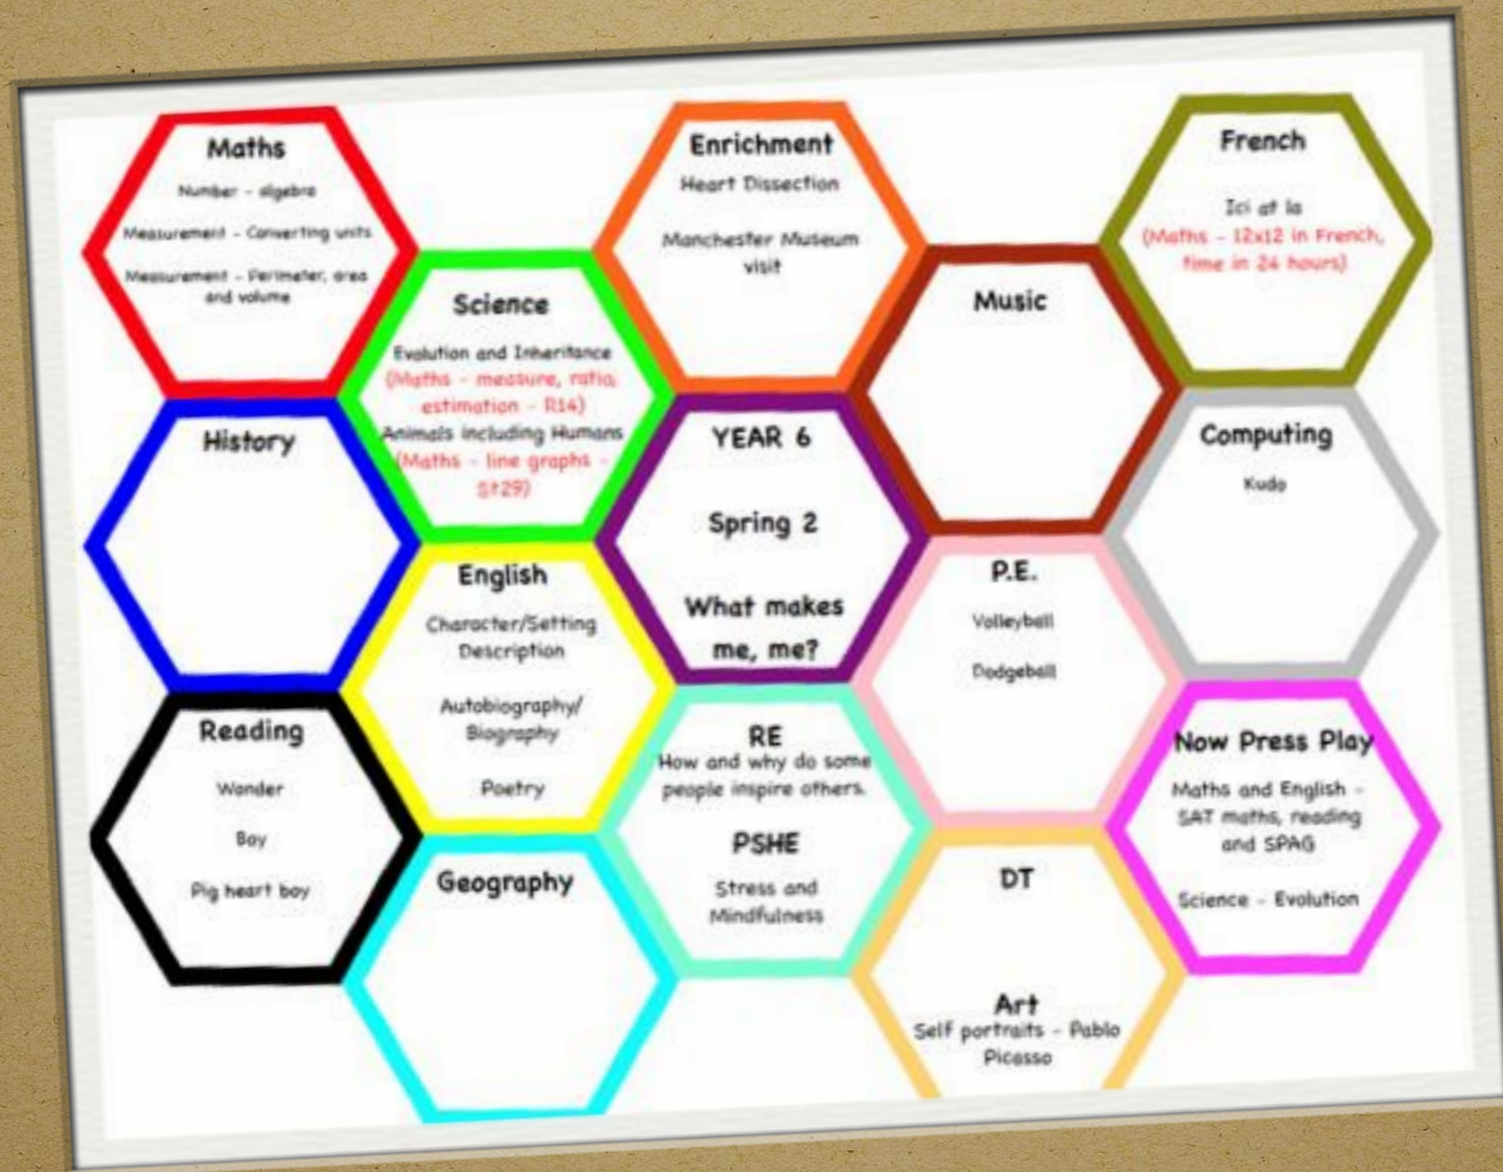 Maths
Number - algebra
Measurement - Converting units
Measurement - Perimeter, area
and volume
Science
Evolution and Inheritance
(Maths - measure, ratio,
estimation - R14)
Animals including Humans
(Maths - line graphs -
St29)
Enrichment
Heart Dissection
Manchester Museum
visit
Music
French
Ici at la
(Maths - 12x12 in French,
time in 24 hours)
History
YEAR 6
Spring 2
What makes
me, me?
Computing
Kudo
English
Character/Setting
Description
Autobiography/
Biography
Poetry
P.E.
Volleyball
Dodgeball
Reading
Wonder
Boy
Pig heart boy
RE
How and why do some
people inspire others.
PSHE
Stress and
Mindfulness
Now Press Play
Maths and English -
SAT maths, reading
and SPAG
Science - Evolution
Geography
DT
Art
Self portraits - Pablo
Picasso